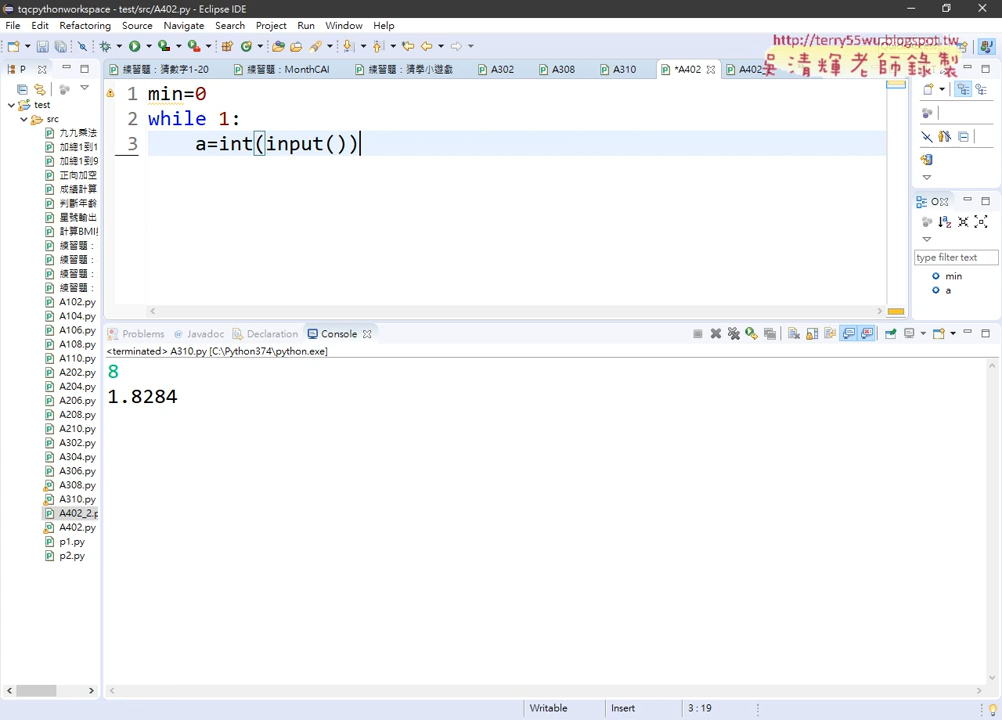 tqcpythonworkspace - test/src/A402.py - Eclipse IDE
File Edit Refactoring Source Navigate Search Project Run Window Help
http://terry55wu.blogspot.tw
吳清輝老師錄製
P
練習題：猜數字1-20
練習題：MonthCAI
練習題：猜拳小遊戲
A302
A308
A310
*A402
A402_
test
src
九九乘法
加總1到1
加總1到9
正向加空
成績計算
判斷年齡
星號輸出
計算BMI
練習題：
練習題：
練習題：
練習題：
A102.py
A104.py
A106.py
A108.py
A110.py
A202.py
A204.py
A206.py
A208.py
A210.py
A302.py
A304.py
A306.py
A308.py
A310.py
A402_2.p
A402.py
p1.py
p2.py
1 min=0
2 while 1:
3 a=int(input())
O
type filter text
min
a
Problems Javadoc Declaration Console
<terminated> A310.py [C:\Python374\python.exe]
8
1.8284
Writable Insert 3 : 19